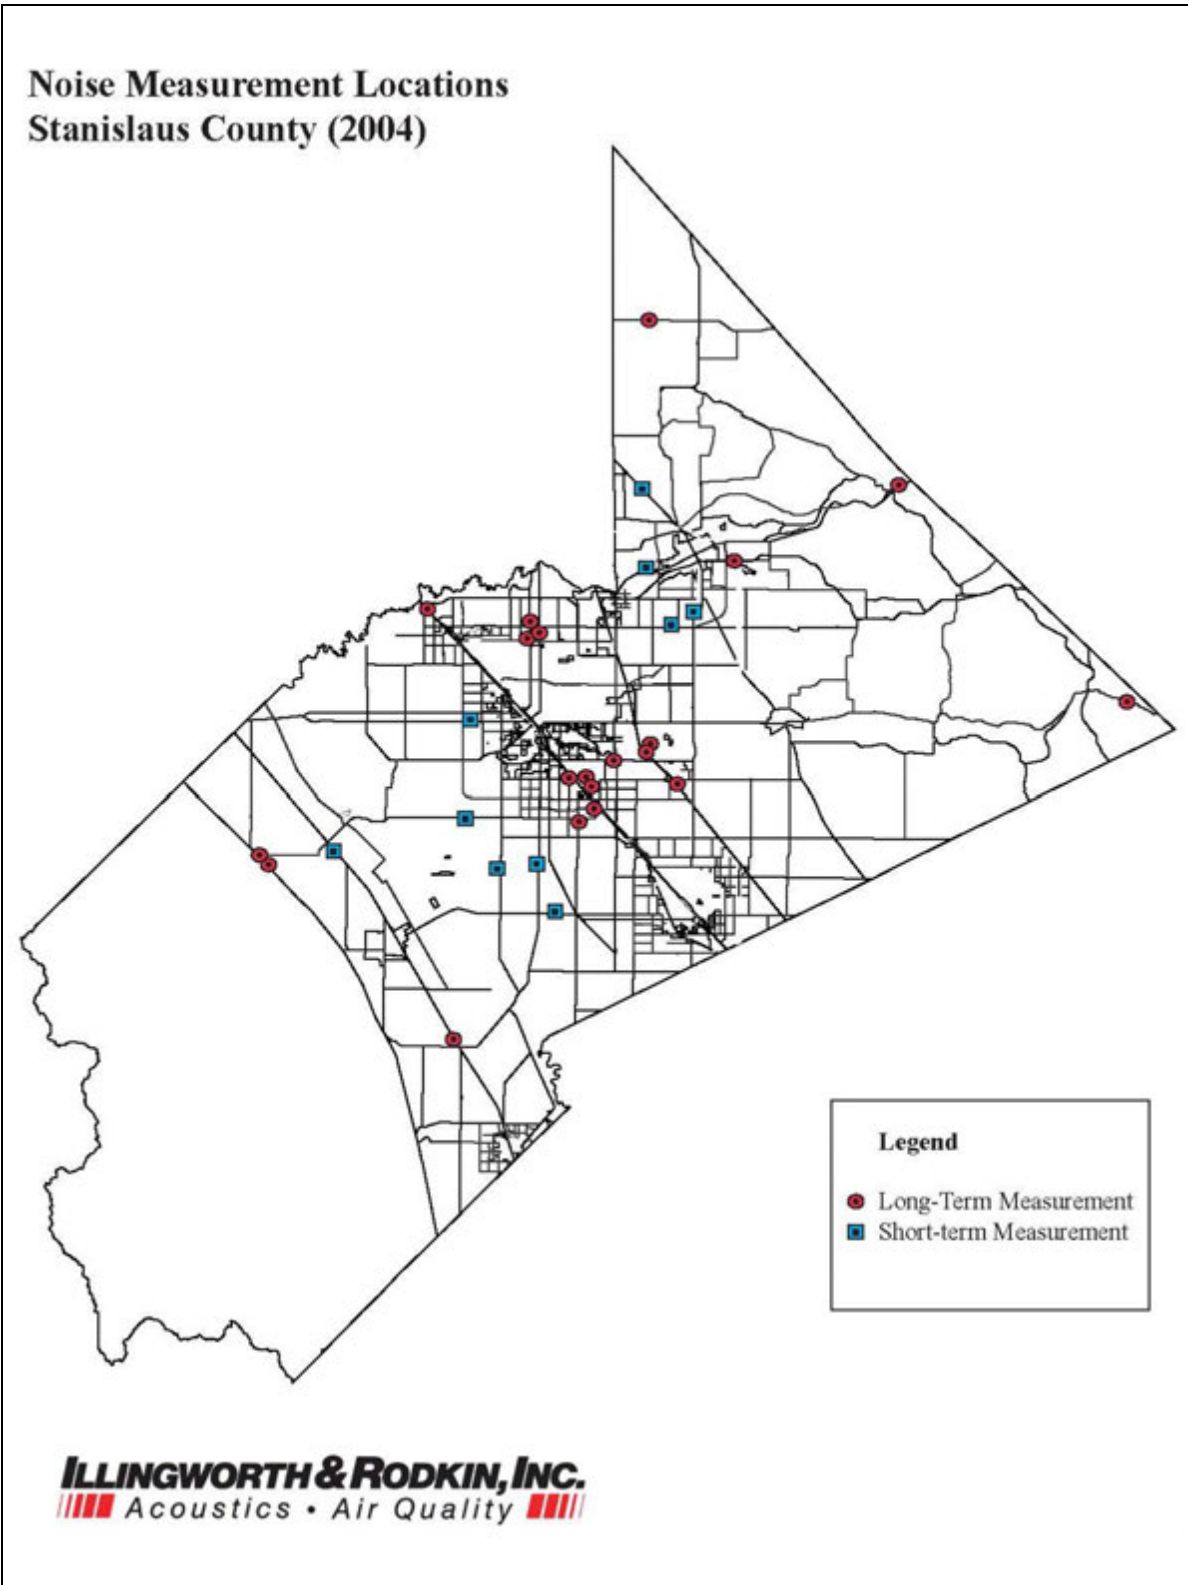 Noise Measurement Locations
Stanislaus County (2004)
Legend
Long-Term Measurement
Short-term Measurement
ILLINGWORTH & RODKIN, INC.
Acoustics • Air Quality